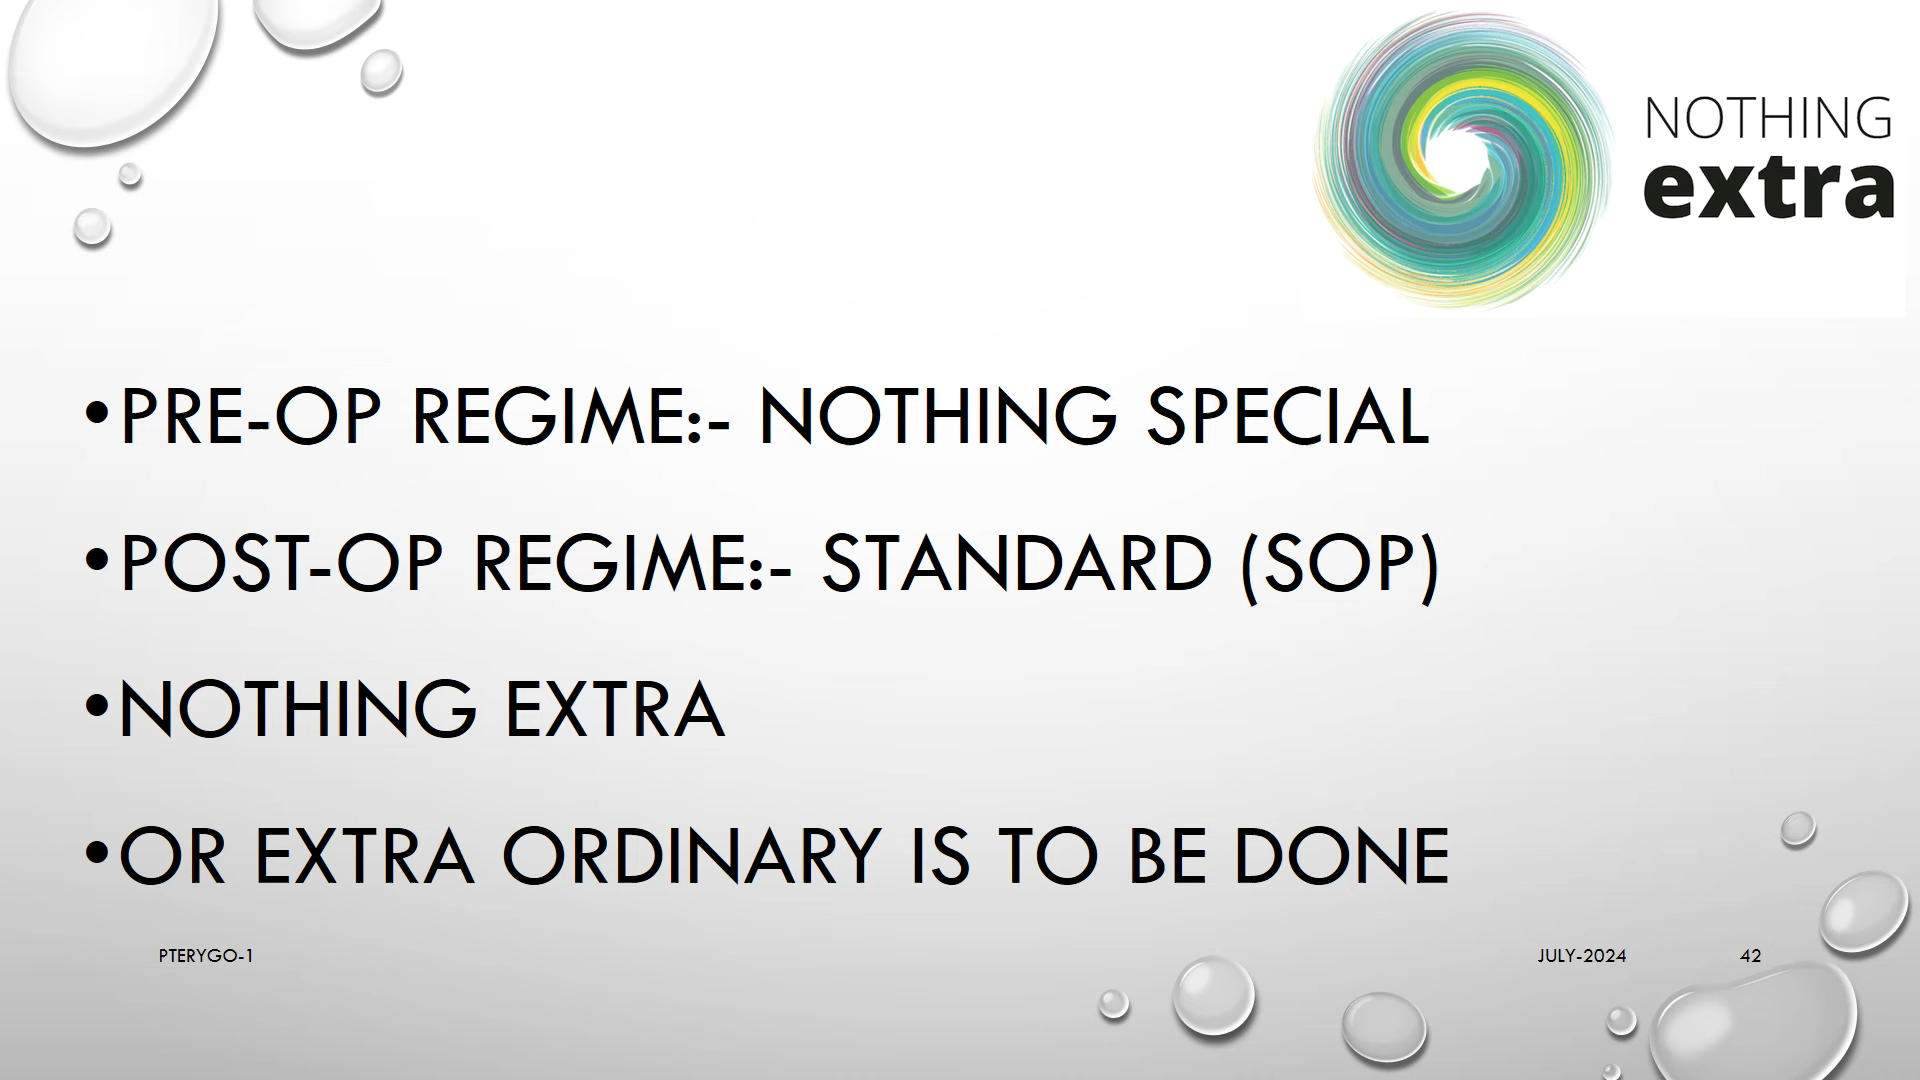 NOTHING
extra
•PRE-OP REGIME:- NOTHING SPECIAL
•POST-OP REGIME:- STANDARD (SOP)
•NOTHING EXTRA
•OR EXTRA ORDINARY IS TO BE DONE
PTERYGO-1 JULY-2024 42